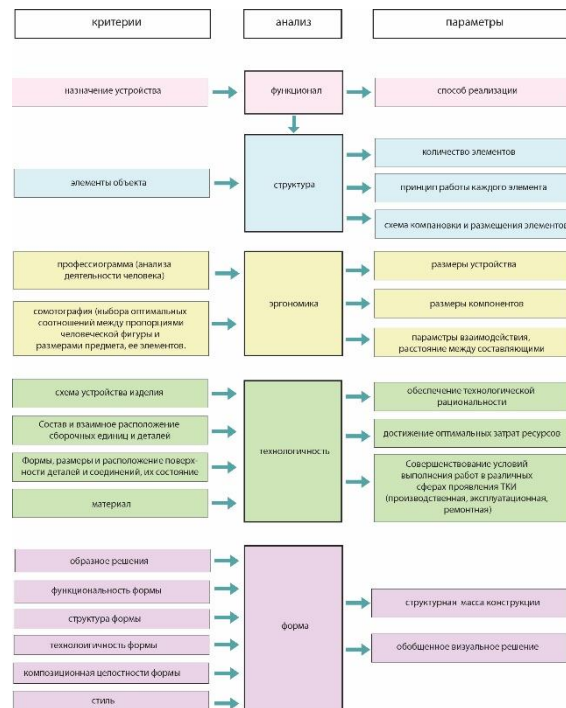 критерии
анализ
параметры
назначение устройства
функционал
способ реализации
элементы объекта
структура
количество элементов
принцип работы каждого элемента
схема компановки и размещения элементов
профессиограмма (анализа
деятельности человека)
сомотография (выбора оптимальных
соотношений между пропорциями
человеческой фигуры и
размерами предмета, ее элементов.
эргономика
размеры устройства
размеры компонентов
параметры взаимодействия,
расстояние между составляющими
схема устройства изделия
Состав и взаимное расположение
сборочных единиц и деталей
Формы, размеры и расположение поверх-
ности деталей и соединений, их состояние
материал
технологичность
обеспечение технологической
рациональности
достижение оптимальных затрат ресурсов
Совершенствование условий
выполнения работ в различных
сферах проявления ТКИ
(производственная, эксплуатационная,
ремонтная)
образное решения
функциональность формы
структура формы
технолоигичность формы
композиционная целостности формы
стиль
форма
структурная масса конструкции
обобщенное визуальное решение